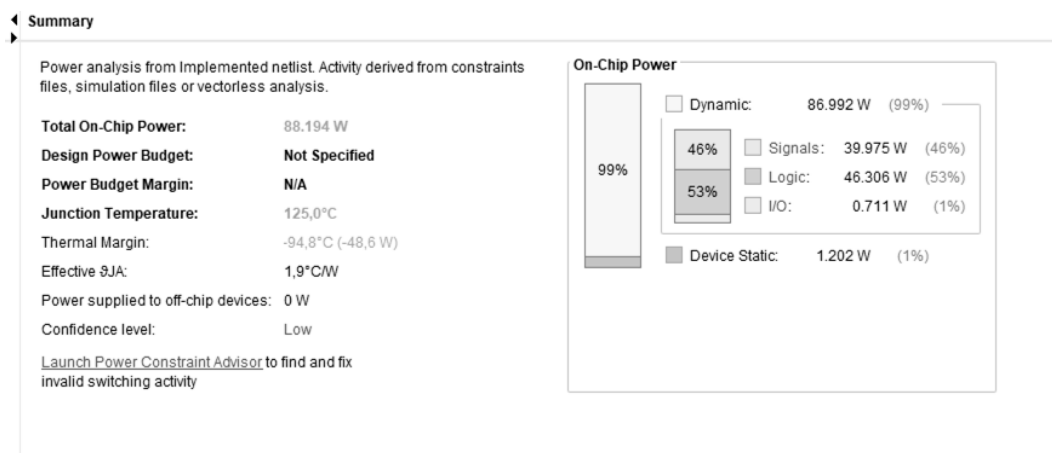 Summary
Power analysis from Implemented netlist. Activity derived from constraints
files, simulation files or vectorless analysis.
Total On-Chip Power: 88.194 W
Design Power Budget: Not Specified
Power Budget Margin: N/A
Junction Temperature: 125,0°C
Thermal Margin: -94,8°C (-48,6 W)
Effective ϑJA: 1,9°C/W
Power supplied to off-chip devices: 0 W
Confidence level: Low
Launch Power Constraint Advisor to find and fix
invalid switching activity
On-Chip Power
99%
Dynamic: 86.992 W (99%)
46%
53%
Signals: 39.975 W (46%)
Logic: 46.306 W (53%)
I/O: 0.711 W (1%)
Device Static: 1.202 W (1%)